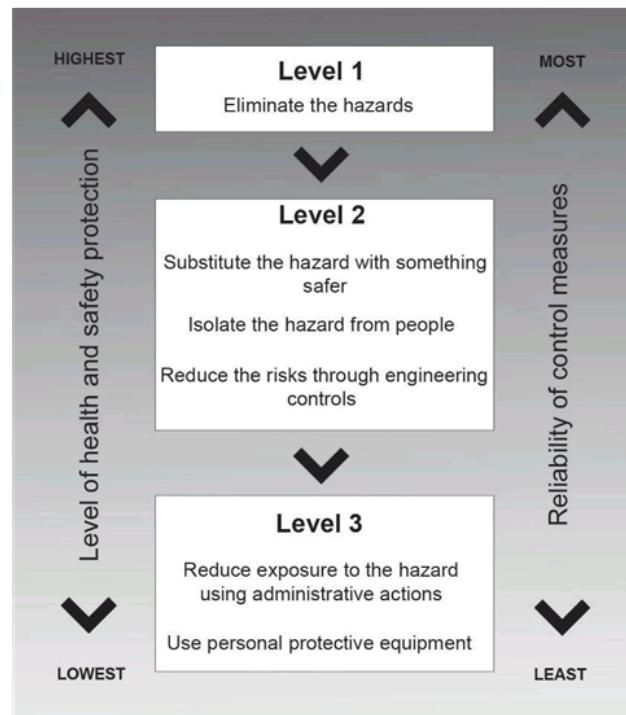 HIGHEST
MOST
Level 1
Eliminate the hazards
Level of health and safety protection
Reliability of control measures
Level 2
Substitute the hazard with something
safer
Isolate the hazard from people
Reduce the risks through engineering
controls
Level 3
Reduce exposure to the hazard
using administrative actions
Use personal protective equipment
LOWEST
LEAST